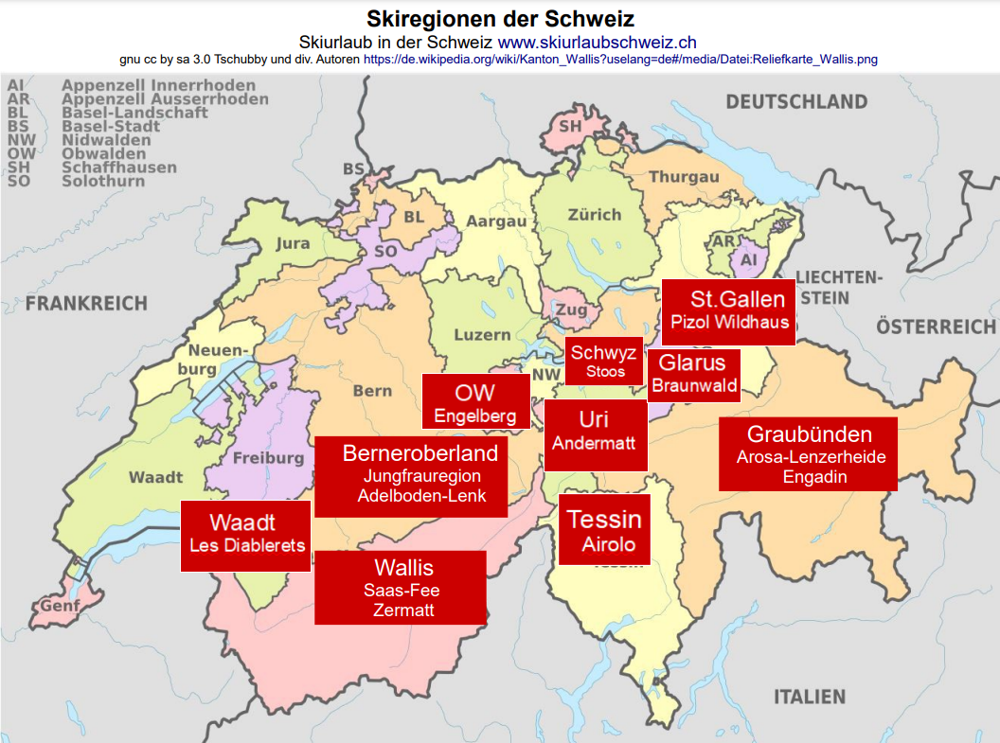 Skiregionen der Schweiz
Skiurlaub in der Schweiz www.skiurlaubschweiz.ch
gnu cc by sa 3.0 Tschubby und div. Autoren https://de.wikipedia.org/wiki/Kanton_Wallis?uselang=de#/media/Datei:Reliefkarte_Wallis.png
AI Appenzell Innerrhoden
AR Appenzell Ausserrhoden
BL Basel-Landschaft
BS Basel-Stadt
NW Nidwalden
OW Obwalden
SH Schaffhausen
SO Solothurn
DEUTSCHLAND
SH
BS
Thurgau
BL
Aargau
Zürich
Jura
SO
AR
AI
LIECHTEN-
STEIN
FRANKREICH
St.Gallen
Pizol Wildhaus
Zug
ÖSTERREICH
Luzern
Neuen-
burg
Schwyz
Stoos
Glarus
Braunwald
NW
Bern
OW
Engelberg
Uri
Andermatt
Graubünden
Arosa-Lenzerheide
Engadin
Berneroberland
Jungfrauregion
Adelboden-Lenk
Freiburg
Waadt
Waadt
Les Diablerets
Tessin
Airolo
Wallis
Saas-Fee
Zermatt
Genf
ITALIEN